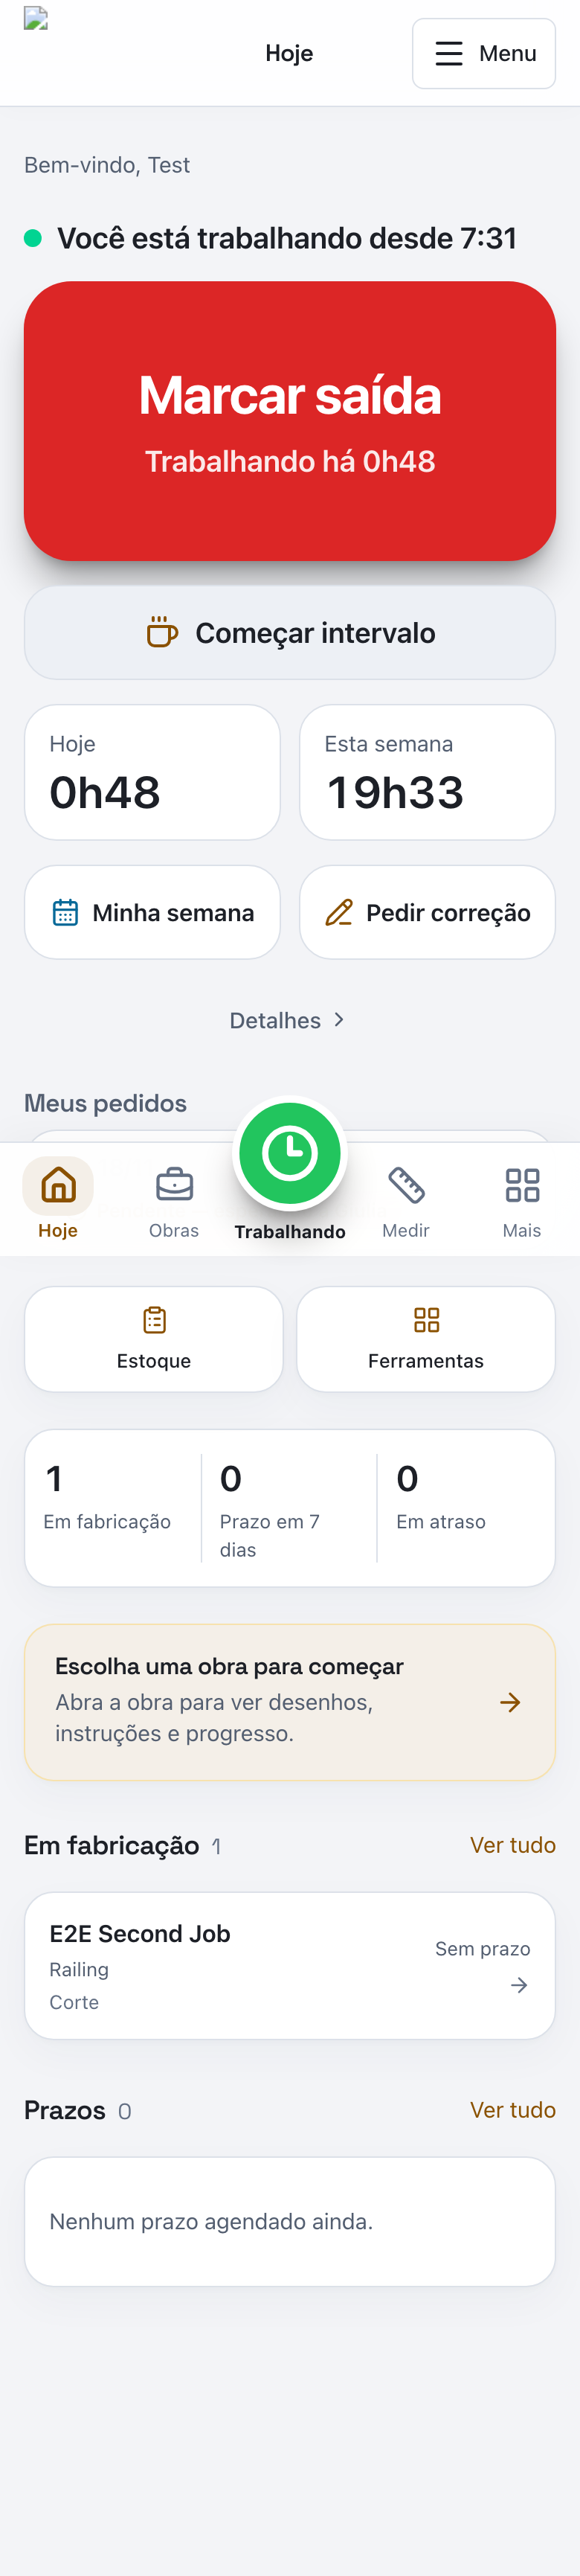 Hoje
Menu
Bem-vindo, Test
Você está trabalhando desde 7:31
Marcar saída
Trabalhando há 0h48
Começar intervalo
Hoje
0h48
Esta semana
19h33
Minha semana
Pedir correção
Detalhes
Meus pedidos
Hoje
Obras
Trabalhando
Medir
Mais
Estoque
Ferramentas
1
Em fabricação
0
Prazo em 7
dias
0
Em atraso
Escolha uma obra para começar
Abra a obra para ver desenhos,
instruções e progresso.
Em fabricação 1
Ver tudo
E2E Second Job
Railing
Corte
Sem prazo
Prazos 0
Ver tudo
Nenhum prazo agendado ainda.